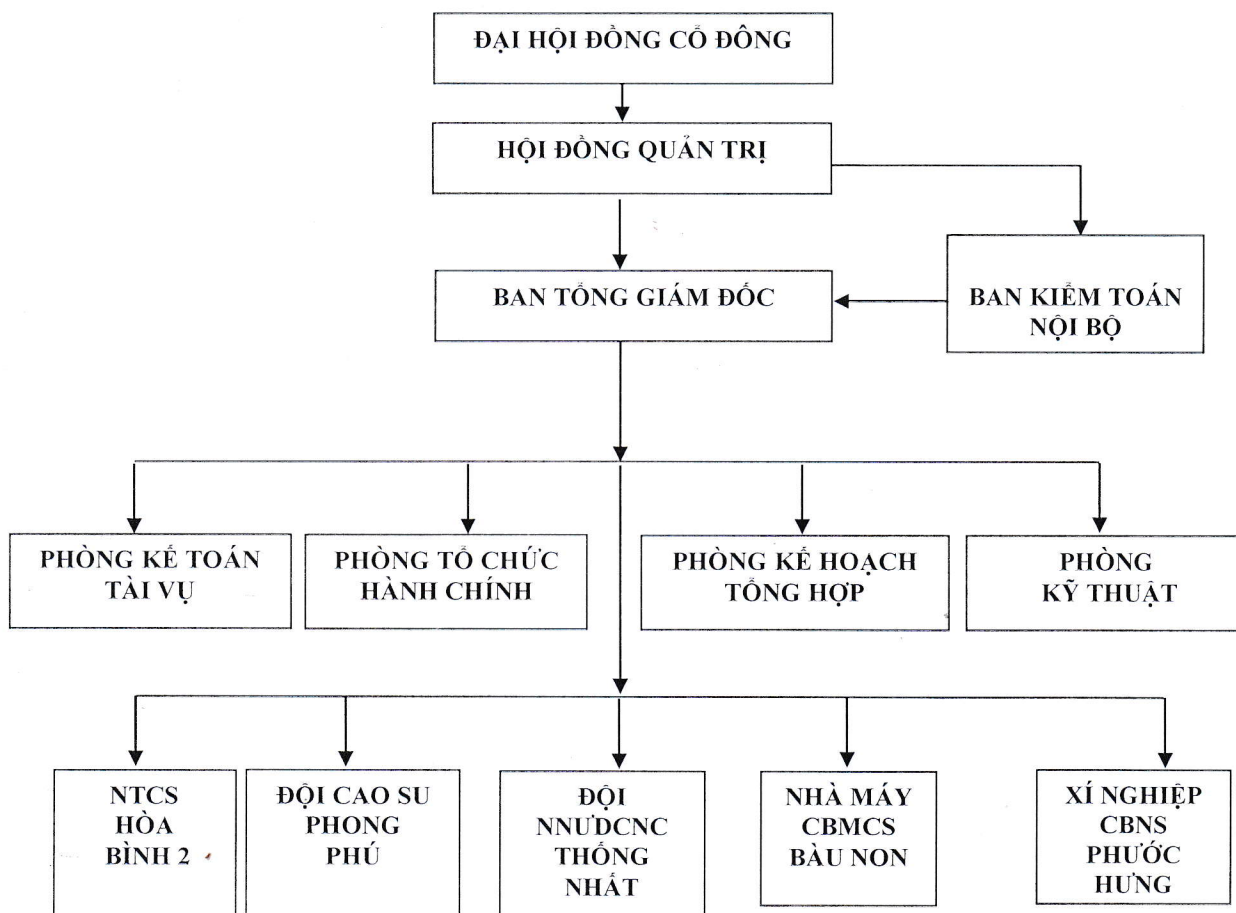 ĐẠI HỘI ĐỒNG CỔ ĐÔNG
HỘI ĐỒNG QUẢN TRỊ
BAN TỔNG GIÁM ĐỐC
BAN KIỂM TOÁN
NỘI BỘ
PHÒNG KẾ TOÁN
TÀI VỤ
PHÒNG TỔ CHỨC
HÀNH CHÍNH
PHÒNG KẾ HOẠCH
TỔNG HỢP
PHÒNG
KỸ THUẬT
NTCS
HÒA
BÌNH 2
ĐỘI CAO SU
PHONG
PHÚ
ĐỘI
NNƯDCNC
THỐNG
NHẤT
NHÀ MÁY
CBMCS
BÀU NON
XÍ NGHIỆP
CBNS
PHƯỚC
HƯNG